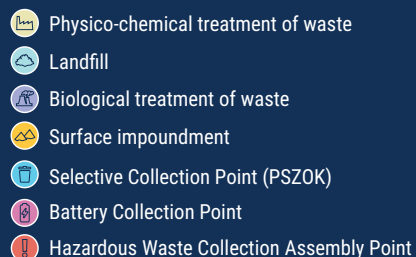 Physico-chemical treatment of waste
Landfill
Biological treatment of waste
Surface impoundment
Selective Collection Point (PSZOK)
Battery Collection Point
Hazardous Waste Collection Assembly Point